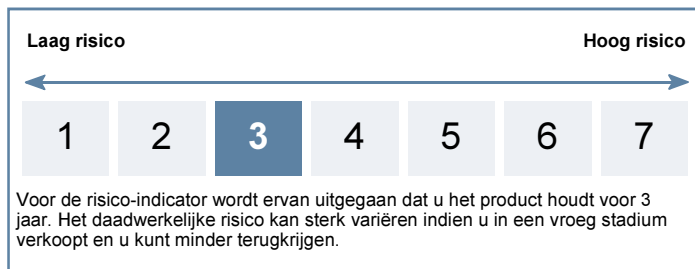 Laag risico Hoog risico
1 2 3 4 5 6 7
Voor de risico-indicator wordt ervan uitgegaan dat u het product houdt voor 3
jaar. Het daadwerkelijke risico kan sterk variëren indien u in een vroeg stadium
verkoopt en u kunt minder terugkrijgen.